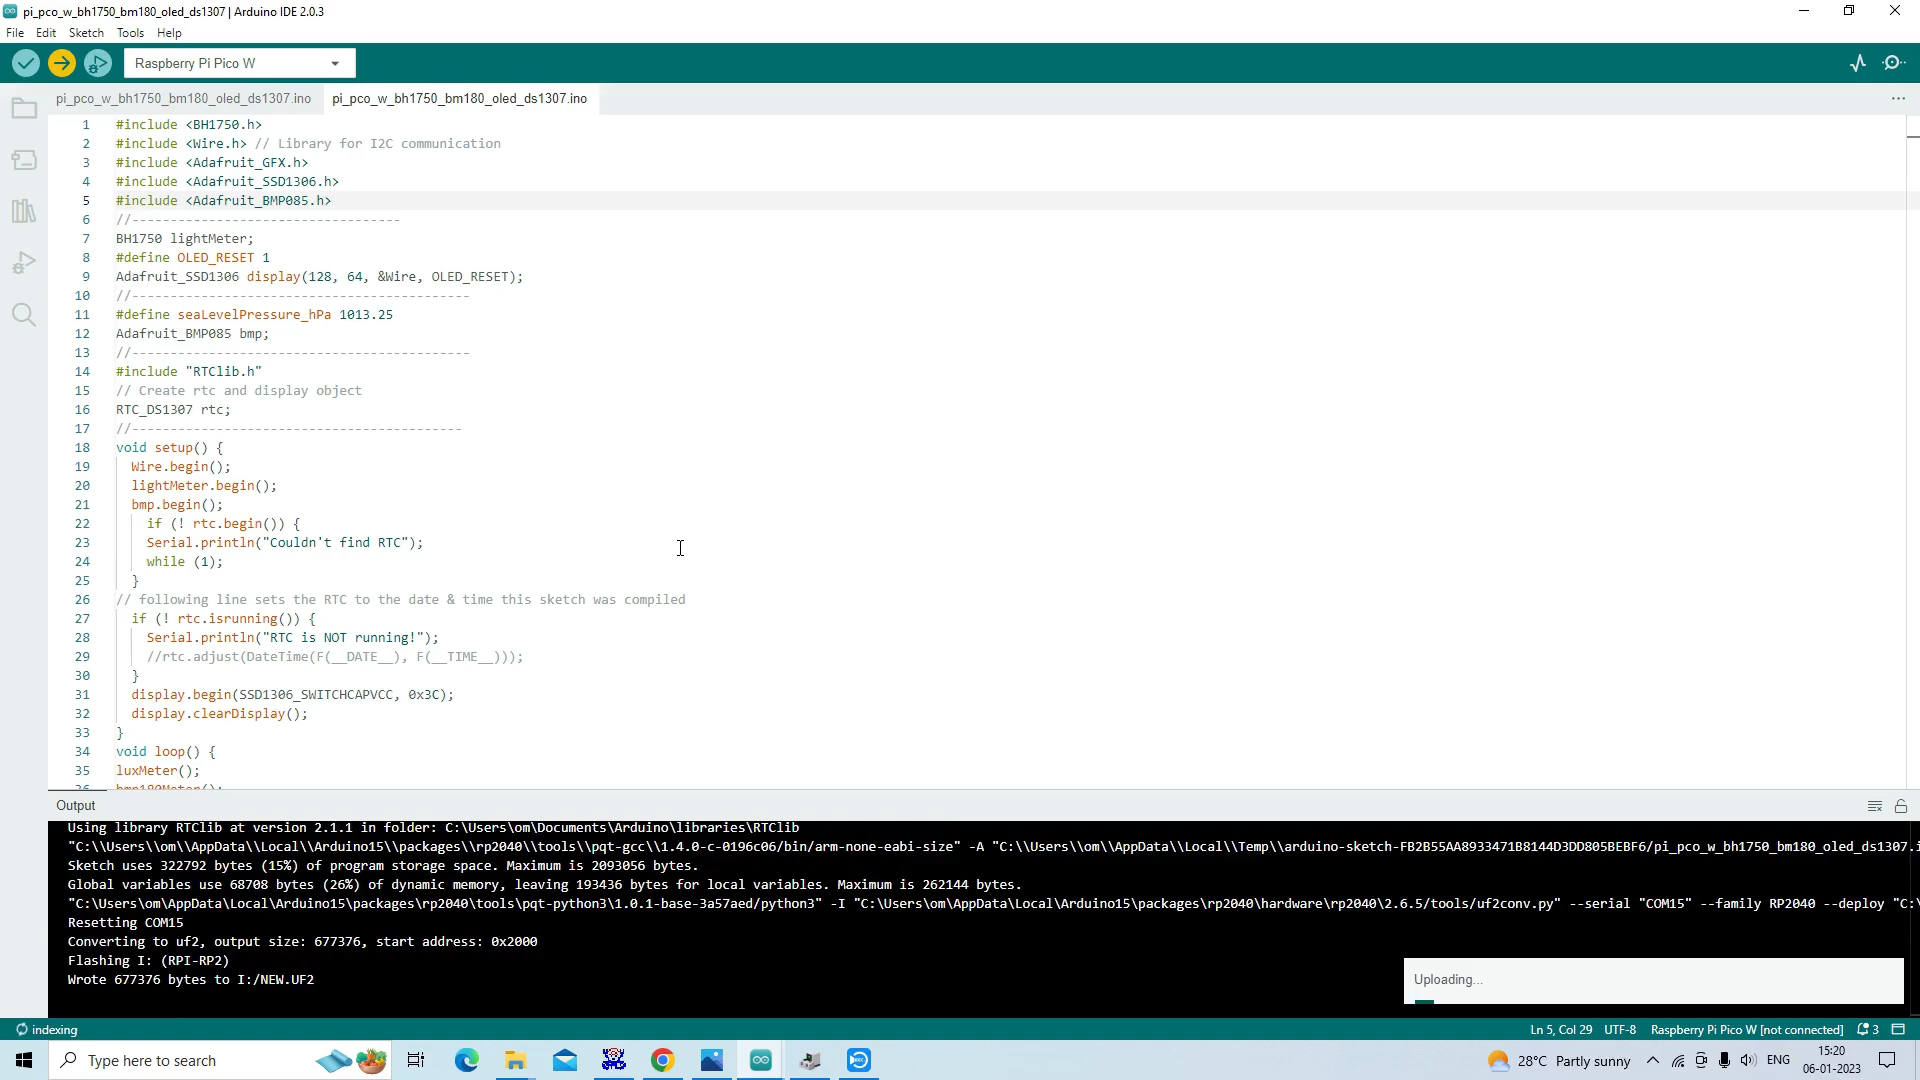 pi_pco_w_bh1750_bm180_oled_ds1307 | Arduino IDE 2.0.3
File Edit Sketch Tools Help
Raspberry Pi Pico W
pi_pco_w_bh1750_bm180_oled_ds1307.ino pi_pco_w_bh1750_bm180_oled_ds1307.ino
1 #include <BH1750.h>
2 #include <Wire.h> // Library for I2C communication
3 #include <Adafruit_GFX.h>
4 #include <Adafruit_SSD1306.h>
5 #include <Adafruit_BMP085.h>
6 //-----------------------------------
7 BH1750 lightMeter;
8 #define OLED_RESET 1
9 Adafruit_SSD1306 display(128, 64, &Wire, OLED_RESET);
10 //--------------------------------------------
11 #define seaLevelPressure_hPa 1013.25
12 Adafruit_BMP085 bmp;
13 //--------------------------------------------
14 #include "RTClib.h"
15 // Create rtc and display object
16 RTC_DS1307 rtc;
17 //-------------------------------------------
18 void setup() {
19 Wire.begin();
20 lightMeter.begin();
21 bmp.begin();
22 if (! rtc.begin()) {
23 Serial.println("Couldn't find RTC");
24 while (1);
25 }
26 // following line sets the RTC to the date & time this sketch was compiled
27 if (! rtc.isrunning()) {
28 Serial.println("RTC is NOT running!");
29 //rtc.adjust(DateTime(F(__DATE__), F(__TIME__)));
30 }
31 display.begin(SSD1306_SWITCHCAPVCC, 0x3C);
32 display.clearDisplay();
33 }
34 void loop() {
35 luxMeter();
36 bmp180Meter();
Output
Using library RTClib at version 2.1.1 in folder: C:\Users\om\Documents\Arduino\libraries\RTClib
"C:\\Users\\om\\AppData\\Local\\Arduino15\\packages\\rp2040\\tools\\pqt-gcc\\1.4.0-c-0196c06/bin/arm-none-eabi-size" -A "C:\\Users\\om\\AppData\\Local\\Temp\\arduino-sketch-FB2B55AA8933471B8144D3DD805BEBF6/pi_pco_w_bh1750_bm180_oled_ds1307.i
Sketch uses 322792 bytes (15%) of program storage space. Maximum is 2093056 bytes.
Global variables use 68708 bytes (26%) of dynamic memory, leaving 193436 bytes for local variables. Maximum is 262144 bytes.
"C:\Users\om\AppData\Local\Arduino15\packages\rp2040\tools\pqt-python3\1.0.1-base-3a57aed/python3" -I "C:\Users\om\AppData\Local\Arduino15\packages\rp2040\hardware\rp2040\2.6.5/tools/uf2conv.py" --serial "COM15" --family RP2040 --deploy "C:\
Resetting COM15
Converting to uf2, output size: 677376, start address: 0x2000
Flashing I: (RPI-RP2)
Wrote 677376 bytes to I:/NEW.UF2
Uploading...
indexing Ln 5, Col 29 UTF-8 Raspberry Pi Pico W [not connected] 3
Type here to search 28°C Partly sunny ENG 15:20
06-01-2023